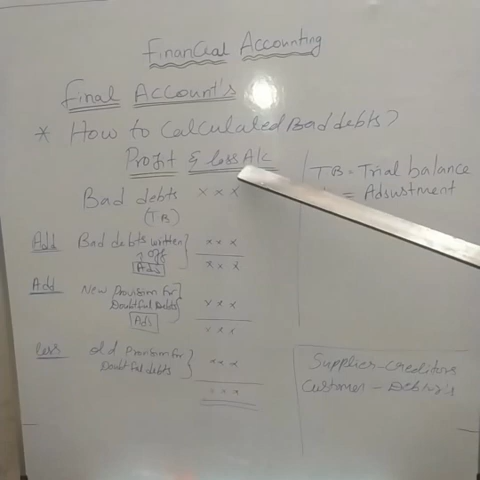 Financial Accounting
Final Account's
* How to Calculated Bad debts?
Profit & loss A/c
Bad debts x x x
(TB)
Add Bad debts written x x x
off
Adj x x x
Add New Provision for
Doubtful Debts x x x
Adj x x x
less old Provision for x x x
Doubtful debts
x x x
TB = Trial balance
= Adsustment
Supplier - Creditors
Customer - Debtor's